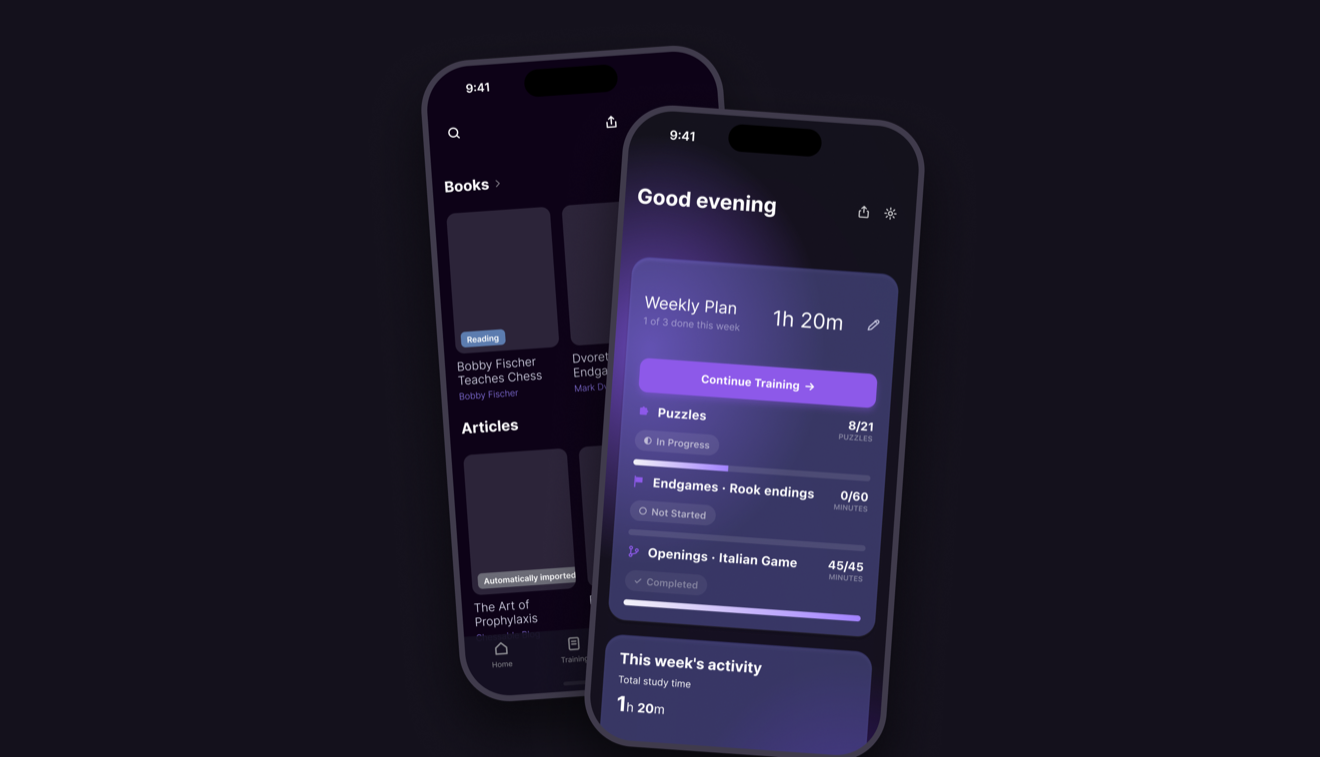 9:41
Books
Reading
Bobby Fischer
Teaches Chess
Bobby Fischer
Mark
Articles
Automatically imported
The Art of
Prophylaxis
Home
Training
9:41
Good evening
Weekly Plan
1 of 3 done this week
1h 20m
Continue Training →
Puzzles
8/21
PUZZLES
In Progress
Endgames · Rook endings
0/60
MINUTES
Not Started
Openings · Italian Game
45/45
MINUTES
Completed
This week's activity
Total study time
1h 20m